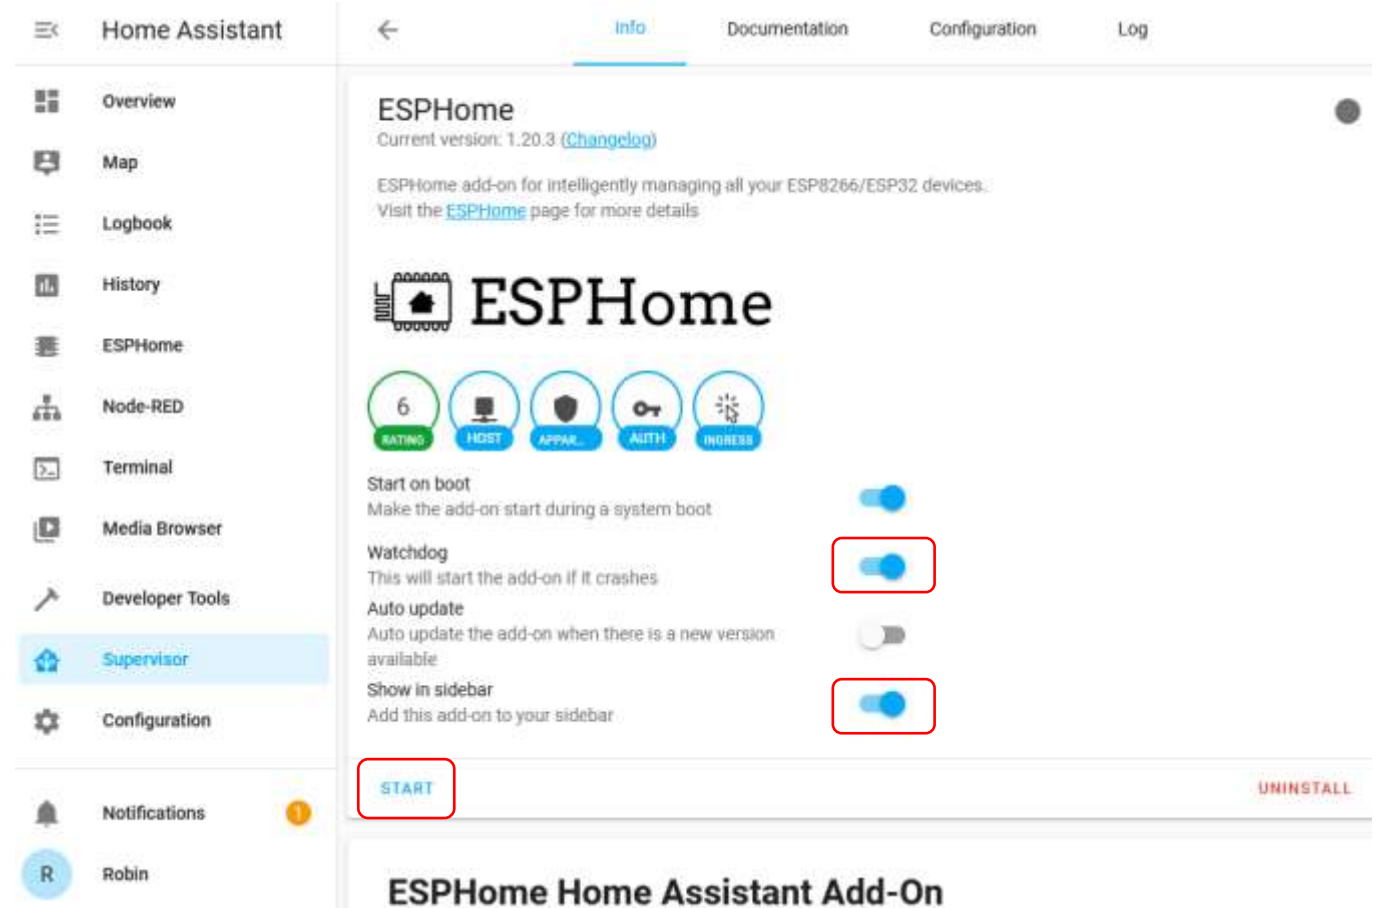 Home Assistant
Info
Documentation
Configuration
Log
Overview
Map
Logbook
History
ESPHome
Node-RED
Terminal
Media Browser
Developer Tools
Supervisor
Configuration
Notifications
1
R
Robin
ESPHome
Current version: 1.20.3 (Changelog)
ESPHome add-on for intelligently managing all your ESP8266/ESP32 devices.
Visit the ESPHome page for more details
ESPHome
6
RATING
HOST
APPAR...
AUTH
INGRESS
Start on boot
Make the add-on start during a system boot
Watchdog
This will start the add-on if it crashes
Auto update
Auto update the add-on when there is a new version
available
Show in sidebar
Add this add-on to your sidebar
START
UNINSTALL
ESPHome Home Assistant Add-On